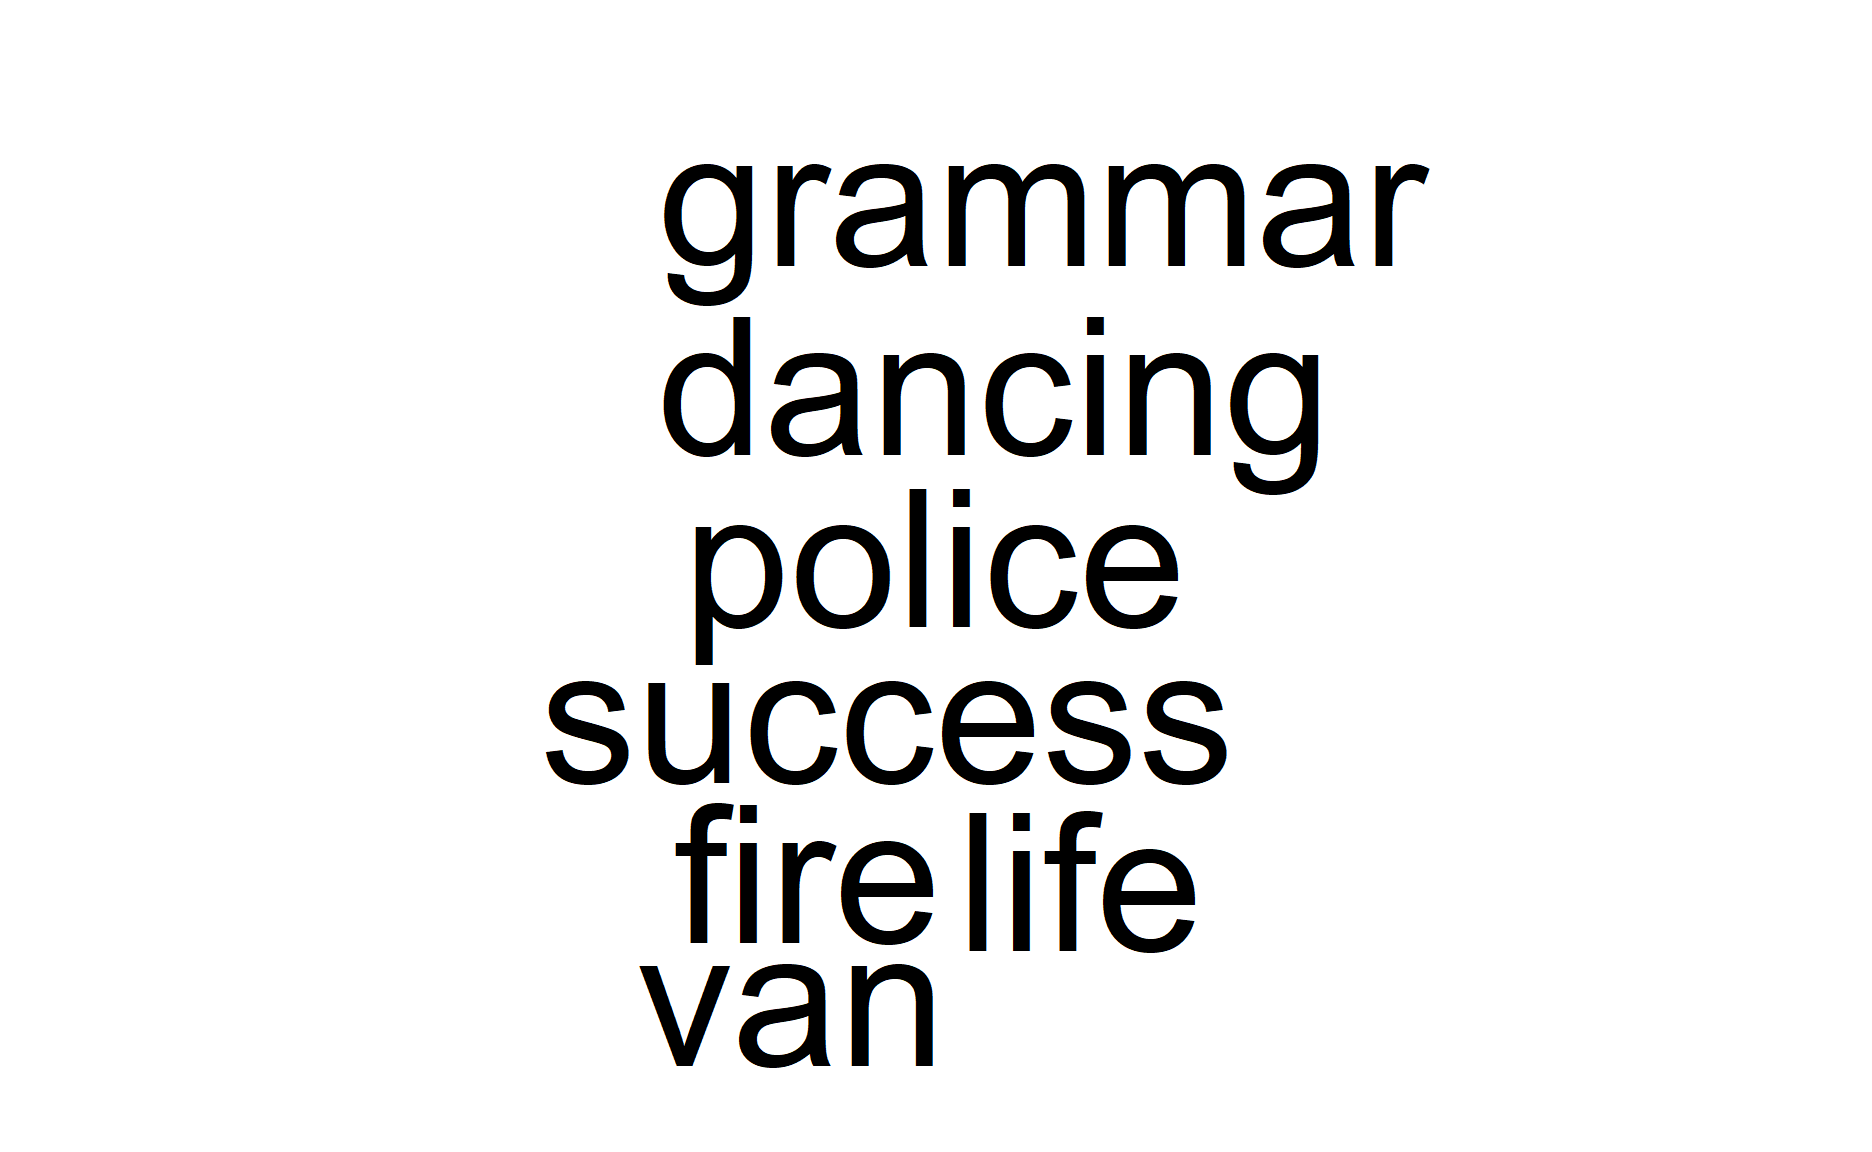 grammar
dancing
police
success
fire life
van